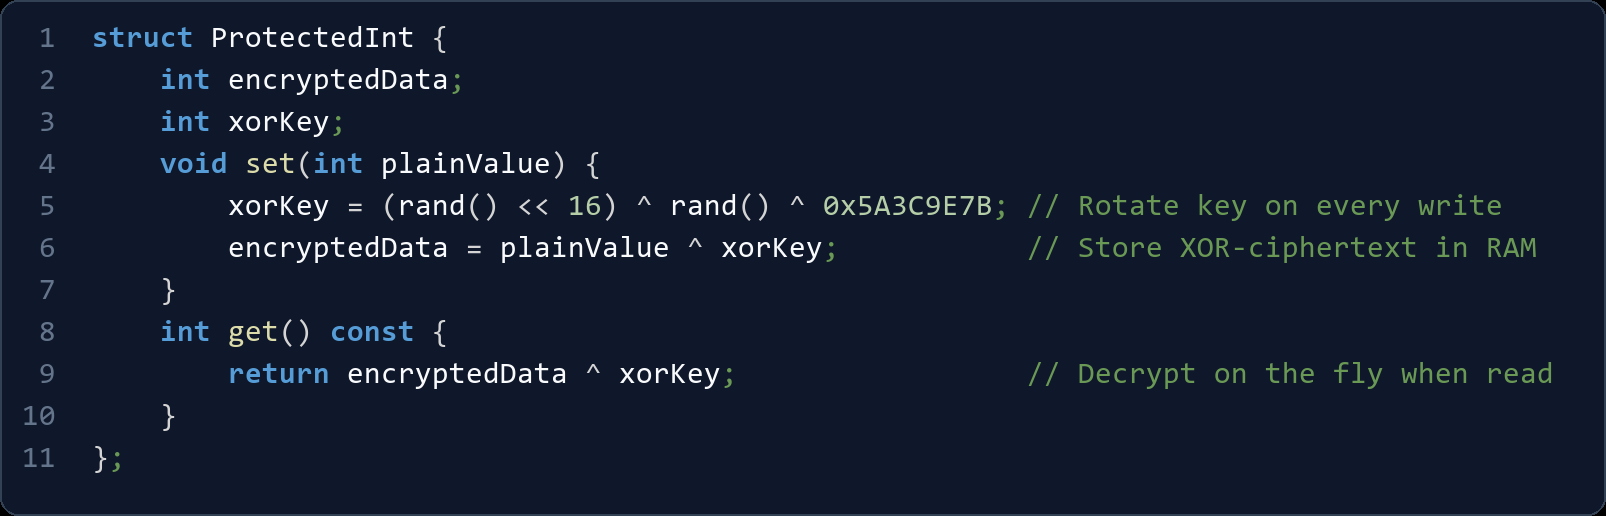 1 struct ProtectedInt {
2     int encryptedData;
3     int xorKey;
4     void set(int plainValue) {
5         xorKey = (rand() << 16) ^ rand() ^ 0x5A3C9E7B; // Rotate key on every write
6         encryptedData = plainValue ^ xorKey;           // Store XOR-ciphertext in RAM
7     }
8     int get() const {
9         return encryptedData ^ xorKey;                 // Decrypt on the fly when read
10     }
11 };